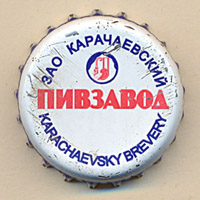 ЗАО КАРАЧАЕВСКИЙ
ПИВЗАВОД
KARACHAEVSKY BREVERY